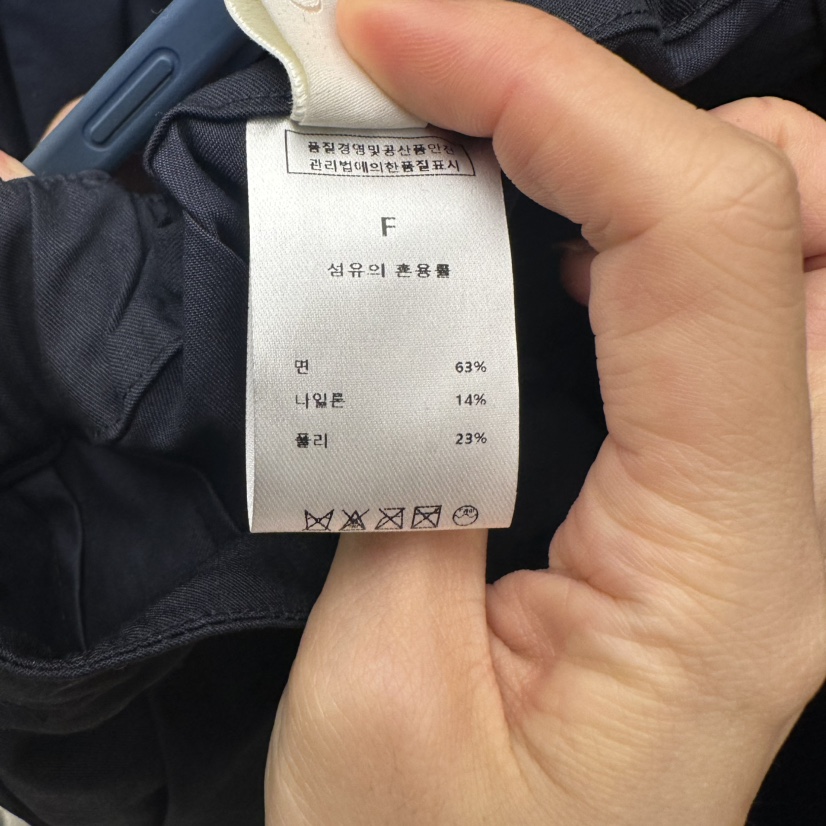 품질경영및공산품안전
관리법에의한품질표시
F
섬유의 혼용률
면 63%
나일론 14%
폴리 23%